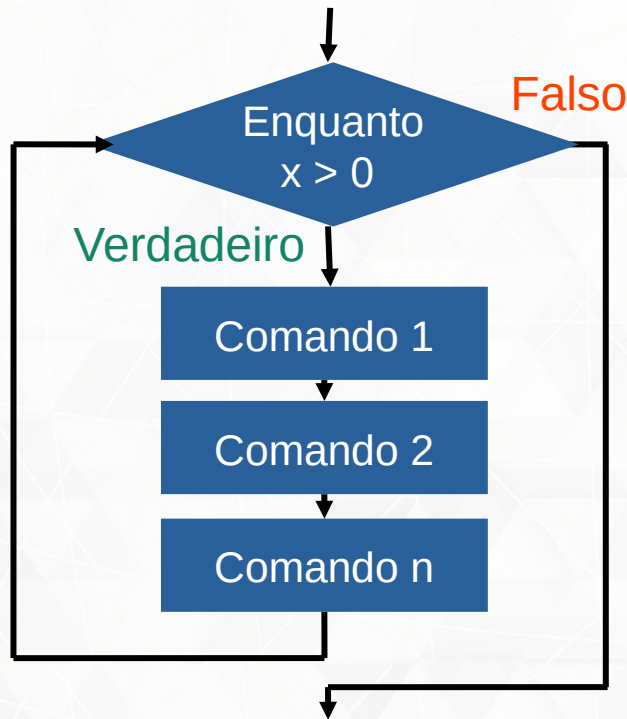 Falso
Enquanto
x > 0
Verdadeiro
Comando 1
Comando 2
Comando n